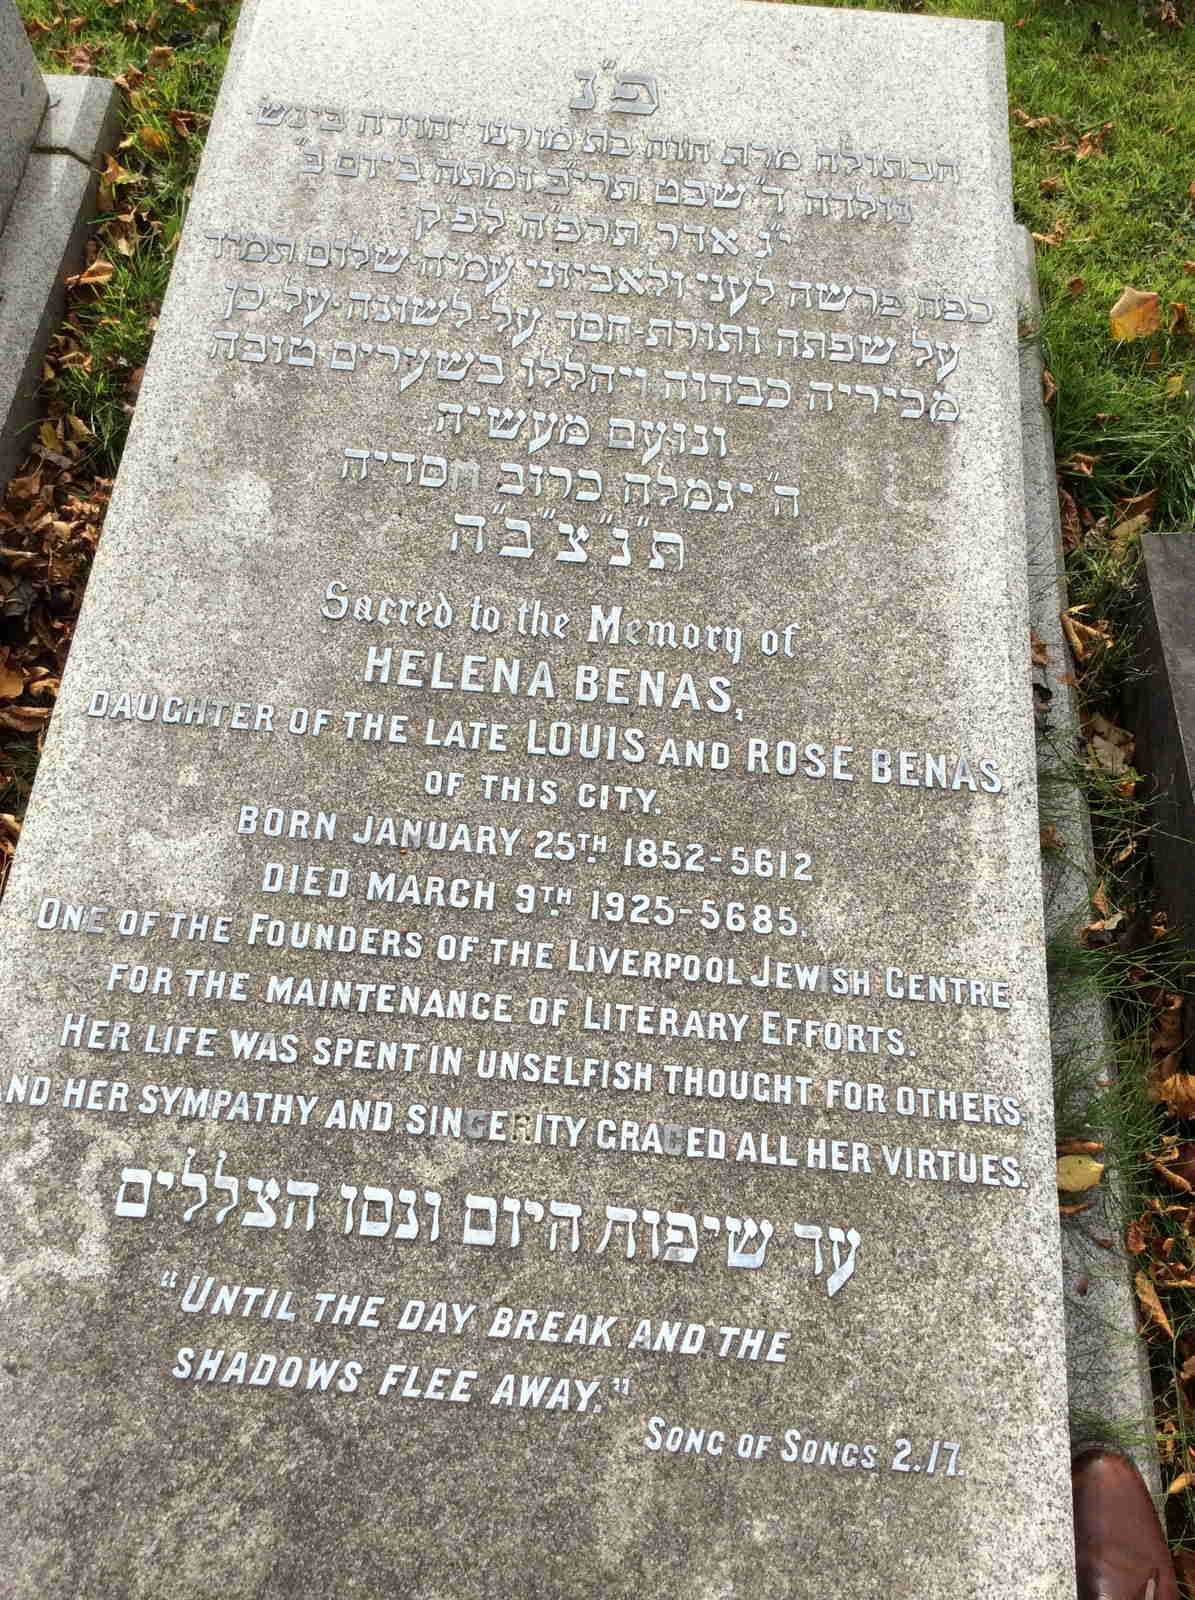 פ״נ
הבתולה מרת חוה בת מורנו יהודה בינש
נולדה ד׳ שבט תרי״ב ומתה ביום ב׳
י״ג אדר תרפ״ה לפ״ק
כפה פרשה לעני ולאביוני עמיה שלום תמיד
על שפתה ותורת חסד על לשונה על כן
מכיריה כבדוה ויהללו בשערים טובה
ונועם מעשיה
ה״ יגמלה כרוב חסדיה
ת״נ״צ״ב״ה
Sacred to the Memory of
HELENA BENAS,
DAUGHTER OF THE LATE LOUIS AND ROSE BENAS
OF THIS CITY.
BORN JANUARY 25TH 1852-5612
DIED MARCH 9TH 1925-5685.
ONE OF THE FOUNDERS OF THE LIVERPOOL JEWISH CENTRE
FOR THE MAINTENANCE OF LITERARY EFFORTS.
HER LIFE WAS SPENT IN UNSELFISH THOUGHT FOR OTHERS.
AND HER SYMPATHY AND SINCERITY GRACED ALL HER VIRTUES.
עד שיפוח היום ונסו הצללים
"UNTIL THE DAY BREAK AND THE
SHADOWS FLEE AWAY."
SONG OF SONGS 2.17.